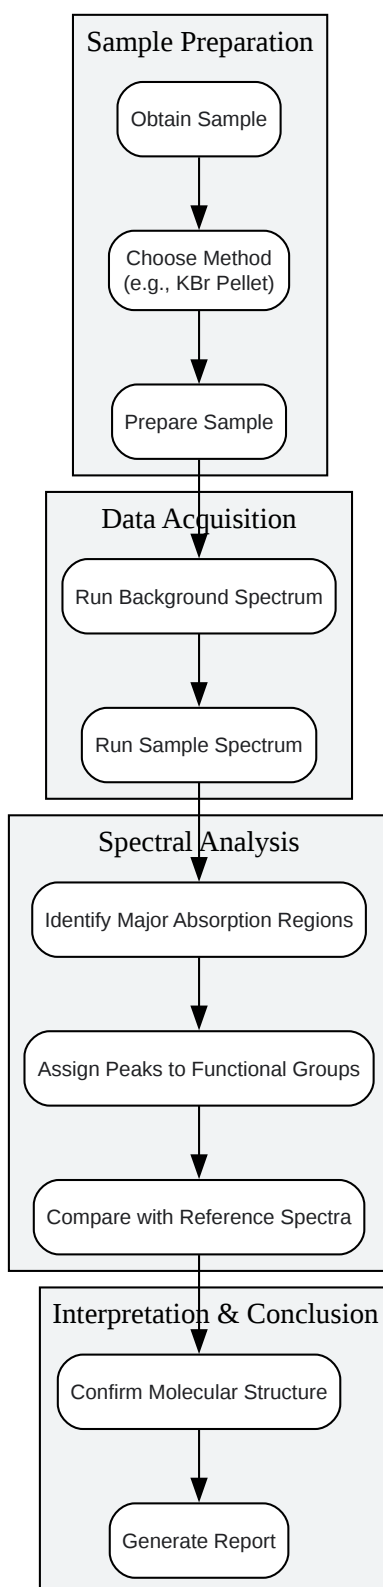 Sample Preparation
Obtain Sample
Choose Method
(e.g., KBr Pellet)
Prepare Sample
Data Acquisition
Run Background Spectrum
Run Sample Spectrum
Spectral Analysis
Identify Major Absorption Regions
Assign Peaks to Functional Groups
Compare with Reference Spectra
Interpretation & Conclusion
Confirm Molecular Structure
Generate Report